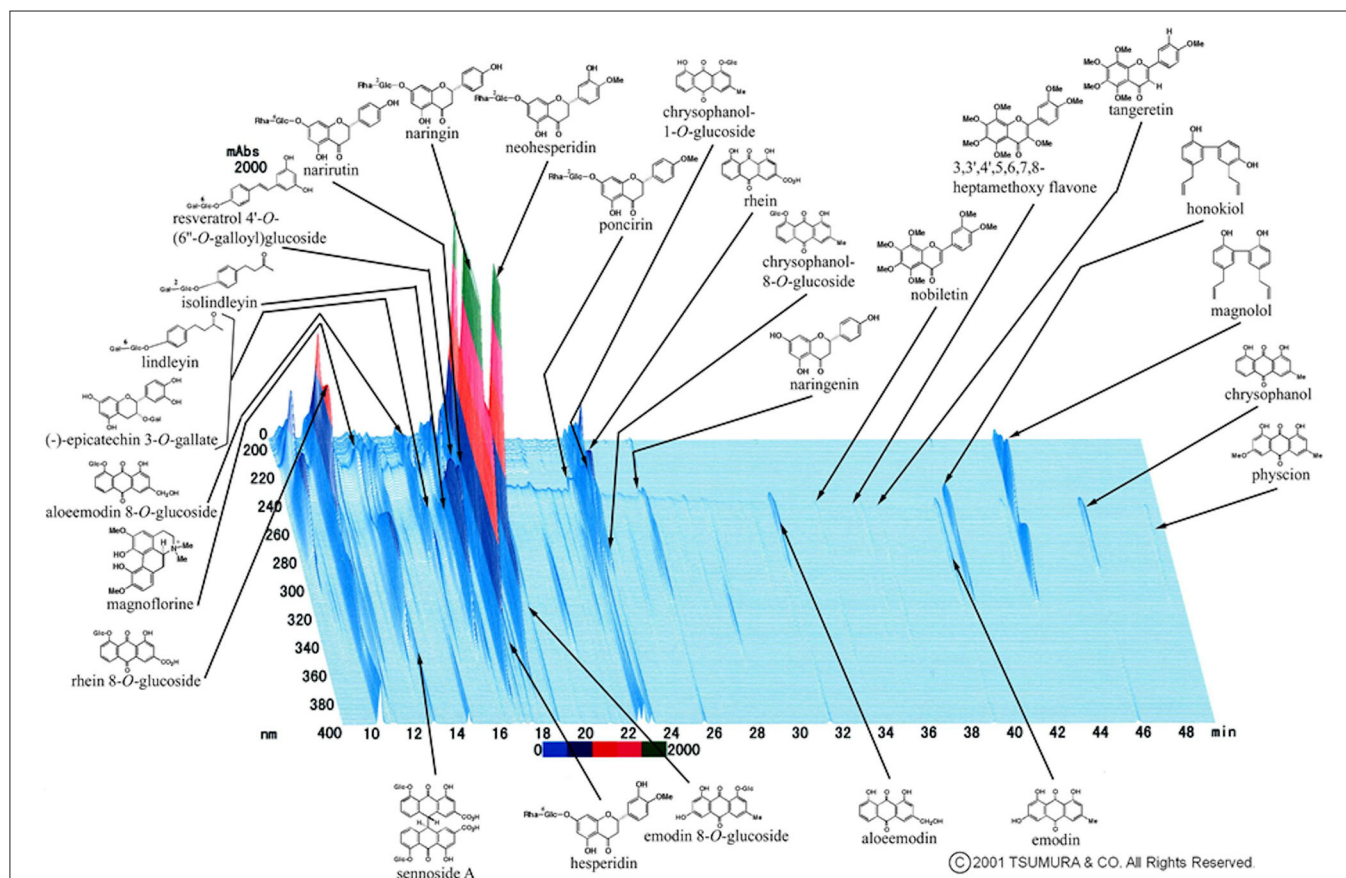 mAbs
2000
narirutin
naringin
neohesperidin
poncirin
chrysophanol-
1-O-glucoside
rhein
chrysophanol-
8-O-glucoside
3,3',4',5,6,7,8-
heptamethoxy flavone
tangeretin
honokiol
magnolol
nobiletin
naringenin
chrysophanol
physcion
resveratrol 4'-O-
(6"-O-galloyl)glucoside
isolindleyin
lindleyin
(-)-epicatechin 3-O-gallate
aloeemodin 8-O-glucoside
magnoflorine
rhein 8-O-glucoside
0
200
220
240
260
280
300
320
340
360
380
nm 400 10 12 14 16 18 20 22 24 26 28 30 32 34 36 38 40 42 44 46 48 min
0 2000
sennoside A
hesperidin
emodin 8-O-glucoside
aloeemodin
emodin
©2001 TSUMURA & CO. All Rights Reserved.